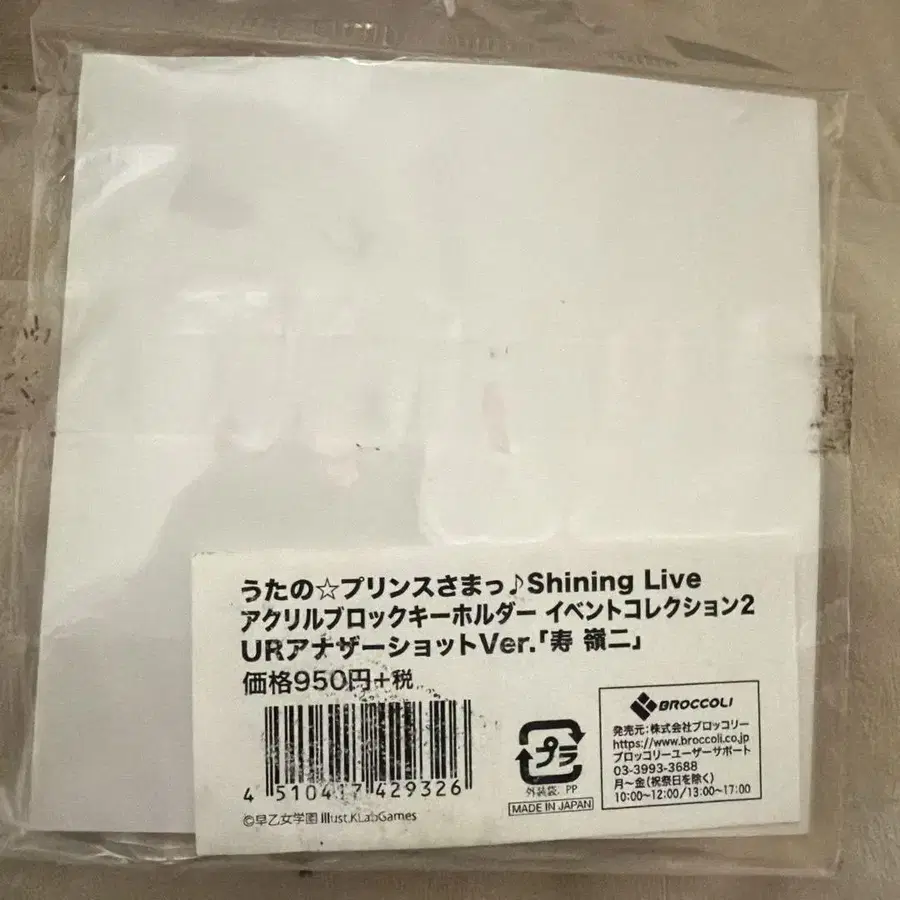 うたの☆プリンスさまっ♪Shining Live
アクリルブロックキーホルダー イベントコレクション2
URアナザーショットVer.「寿 嶺二」
価格950円+税
4 510417 429326
©早乙女学園 illust.KLabGames
プラ
外装袋, PP
MADE IN JAPAN
BROCCOLI
発売元:株式会社ブロッコリー
https://www.broccoli.co.jp
ブロッコリーユーザーサポート
03-3993-3688
月~金(祝祭日を除く)
10:00~12:00/13:00~17:00